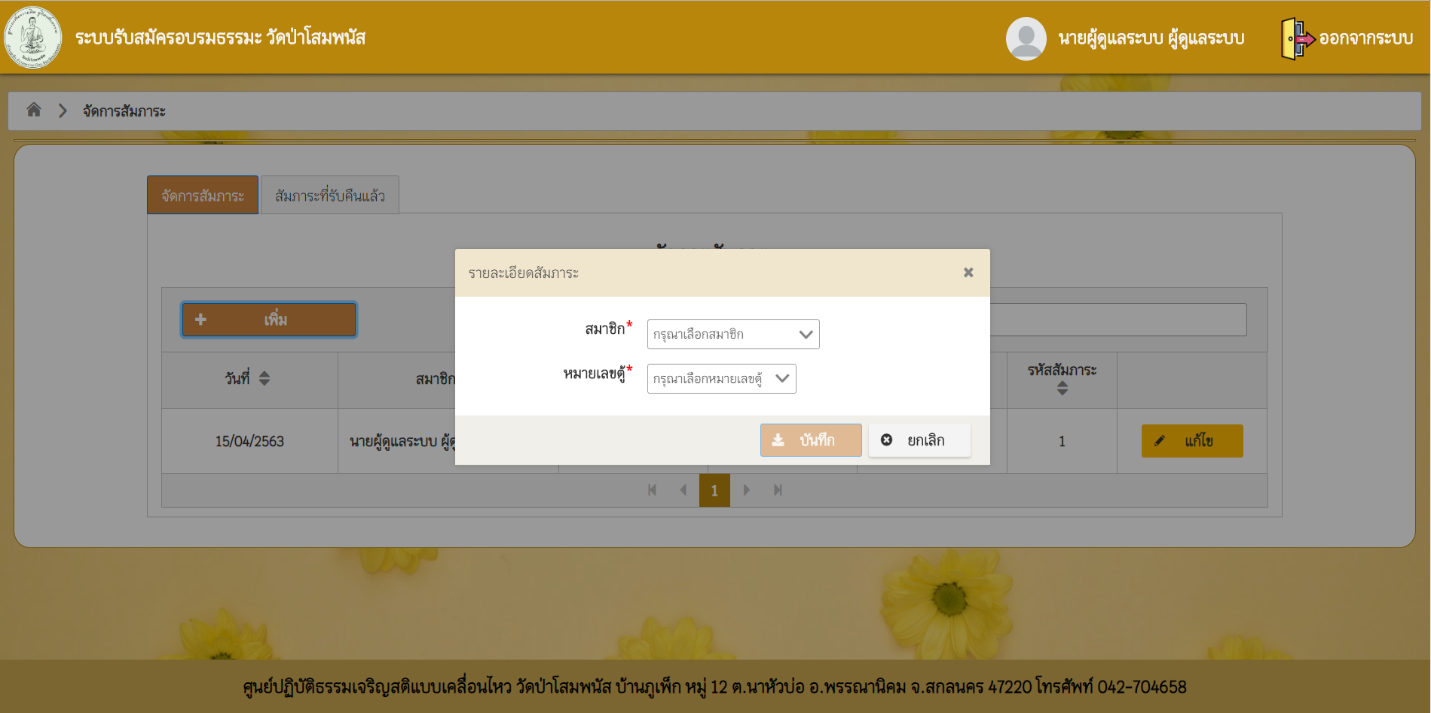 ระบบรับสมัครอบรมธรรมะ วัดป่าโสมพนัส
นายผู้ดูแลระบบ ผู้ดูแลระบบ
ออกจากระบบ
จัดการสัมภาระ
จัดการสัมภาระ
สัมภาระที่รับคืนแล้ว
รายละเอียดสัมภาระ
เพิ่ม
สมาชิก*
กรุณาเลือกสมาชิก
หมายเลขตู้*
กรุณาเลือกหมายเลขตู้
วันที่
สมาชิก
รหัสสัมภาระ
บันทึก
ยกเลิก
15/04/2563
นายผู้ดูแลระบบ
1
แก้ไข
1
ศูนย์ปฏิบัติธรรมเจริญสติแบบเคลื่อนไหว วัดป่าโสมพนัส บ้านภูเพ็ก หมู่ 12 ต.นาหัวบ่อ อ.พรรณานิคม จ.สกลนคร 47220 โทรศัพท์ 042-704658